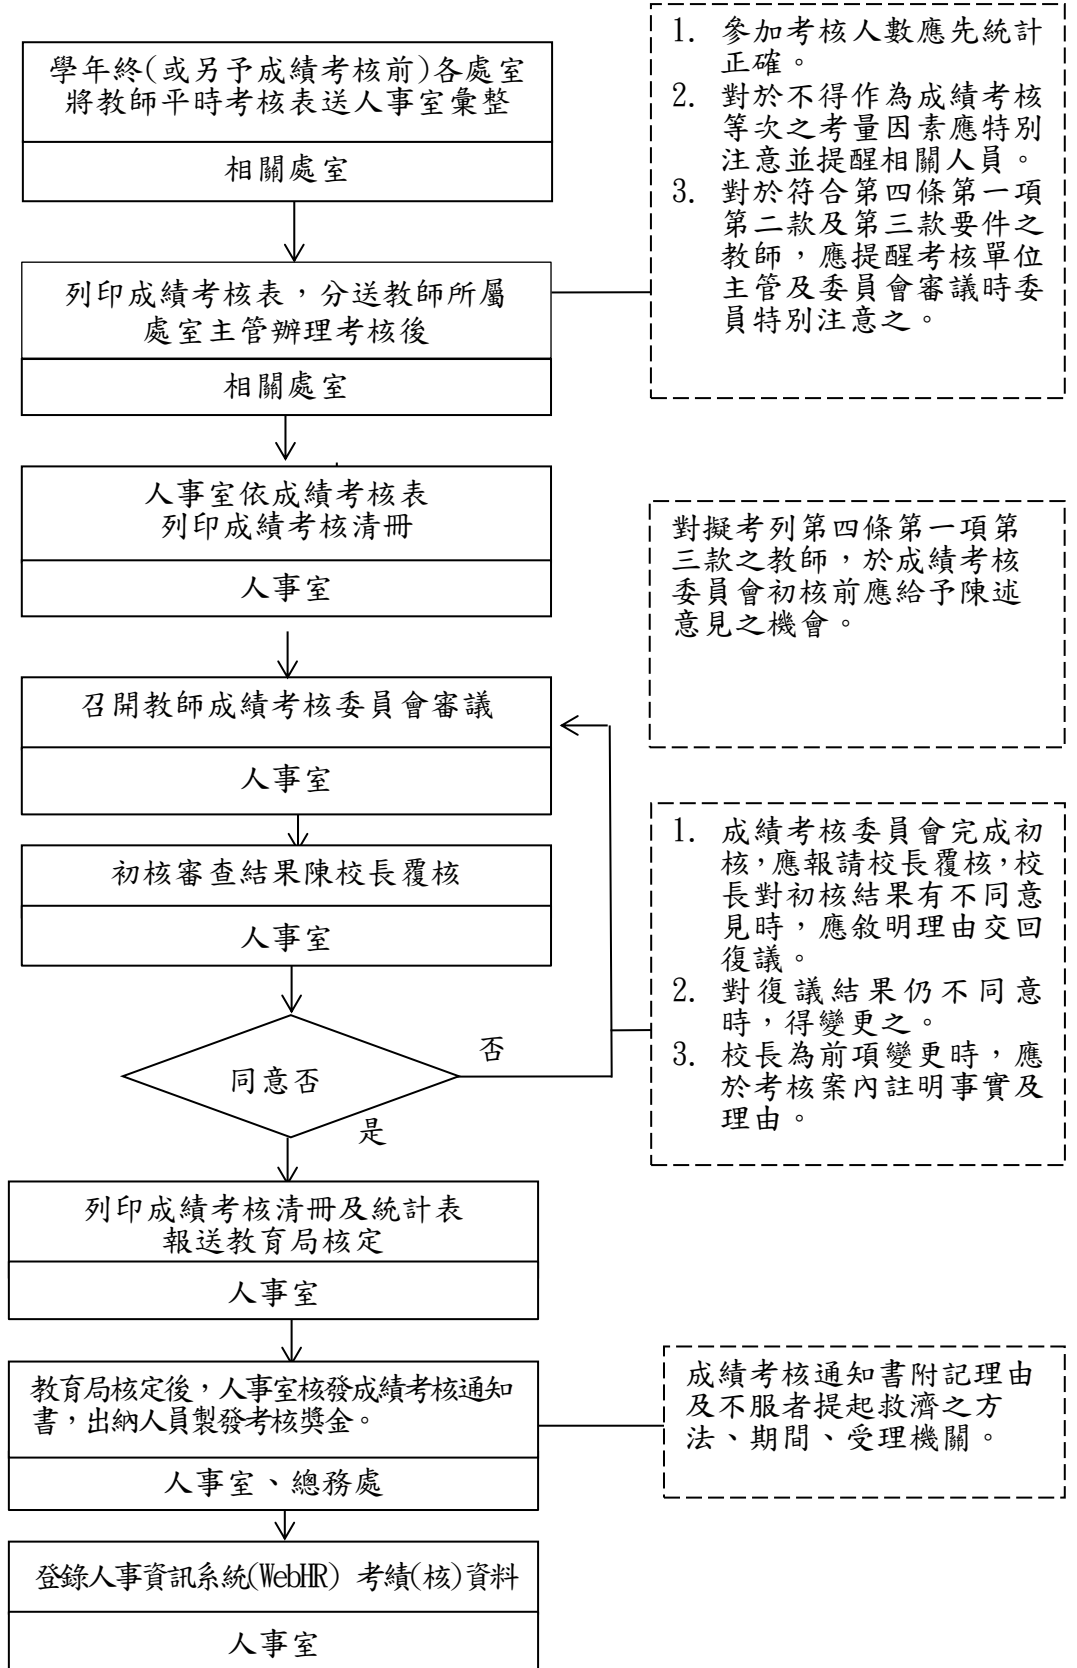 學年終(或另予成績考核前)各處室
將教師平時考核表送人事室彙整
相關處室
1. 參加考核人數應先統計
正確。
2. 對於不得作為成績考核
等次之考量因素應特別
注意並提醒相關人員。
3. 對於符合第四條第一項
第二款及第三款要件之
教師，應提醒考核單位
主管及委員會審議時委
員特別注意之。
列印成績考核表，分送教師所屬
處室主管辦理考核後
相關處室
人事室依成績考核表
列印成績考核清冊
人事室
對擬考列第四條第一項第
三款之教師，於成績考核
委員會初核前應給予陳述
意見之機會。
召開教師成績考核委員會審議
人事室
初核審查結果陳校長覆核
人事室
1. 成績考核委員會完成初
核，應報請校長覆核，校
長對初核結果有不同意
見時，應敘明理由交回
復議。
2. 對復議結果仍不同意
時，得變更之。
3. 校長為前項變更時，應
於考核案內註明事實及
理由。
同意否
否
是
列印成績考核清冊及統計表
報送教育局核定
人事室
教育局核定後，人事室核發成績考核通知
書，出納人員製發考核獎金。
人事室、總務處
成績考核通知書附記理由
及不服者提起救濟之方
法、期間、受理機關。
登錄人事資訊系統(WebHR) 考績(核)資料
人事室